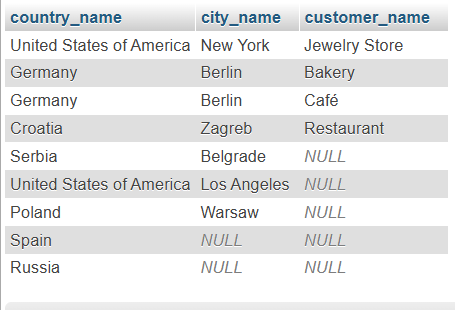 country_name city_name customer_name
United States of America New York Jewelry Store
Germany Berlin Bakery
Germany Berlin Café
Croatia Zagreb Restaurant
Serbia Belgrade NULL
United States of America Los Angeles NULL
Poland Warsaw NULL
Spain NULL NULL
Russia NULL NULL